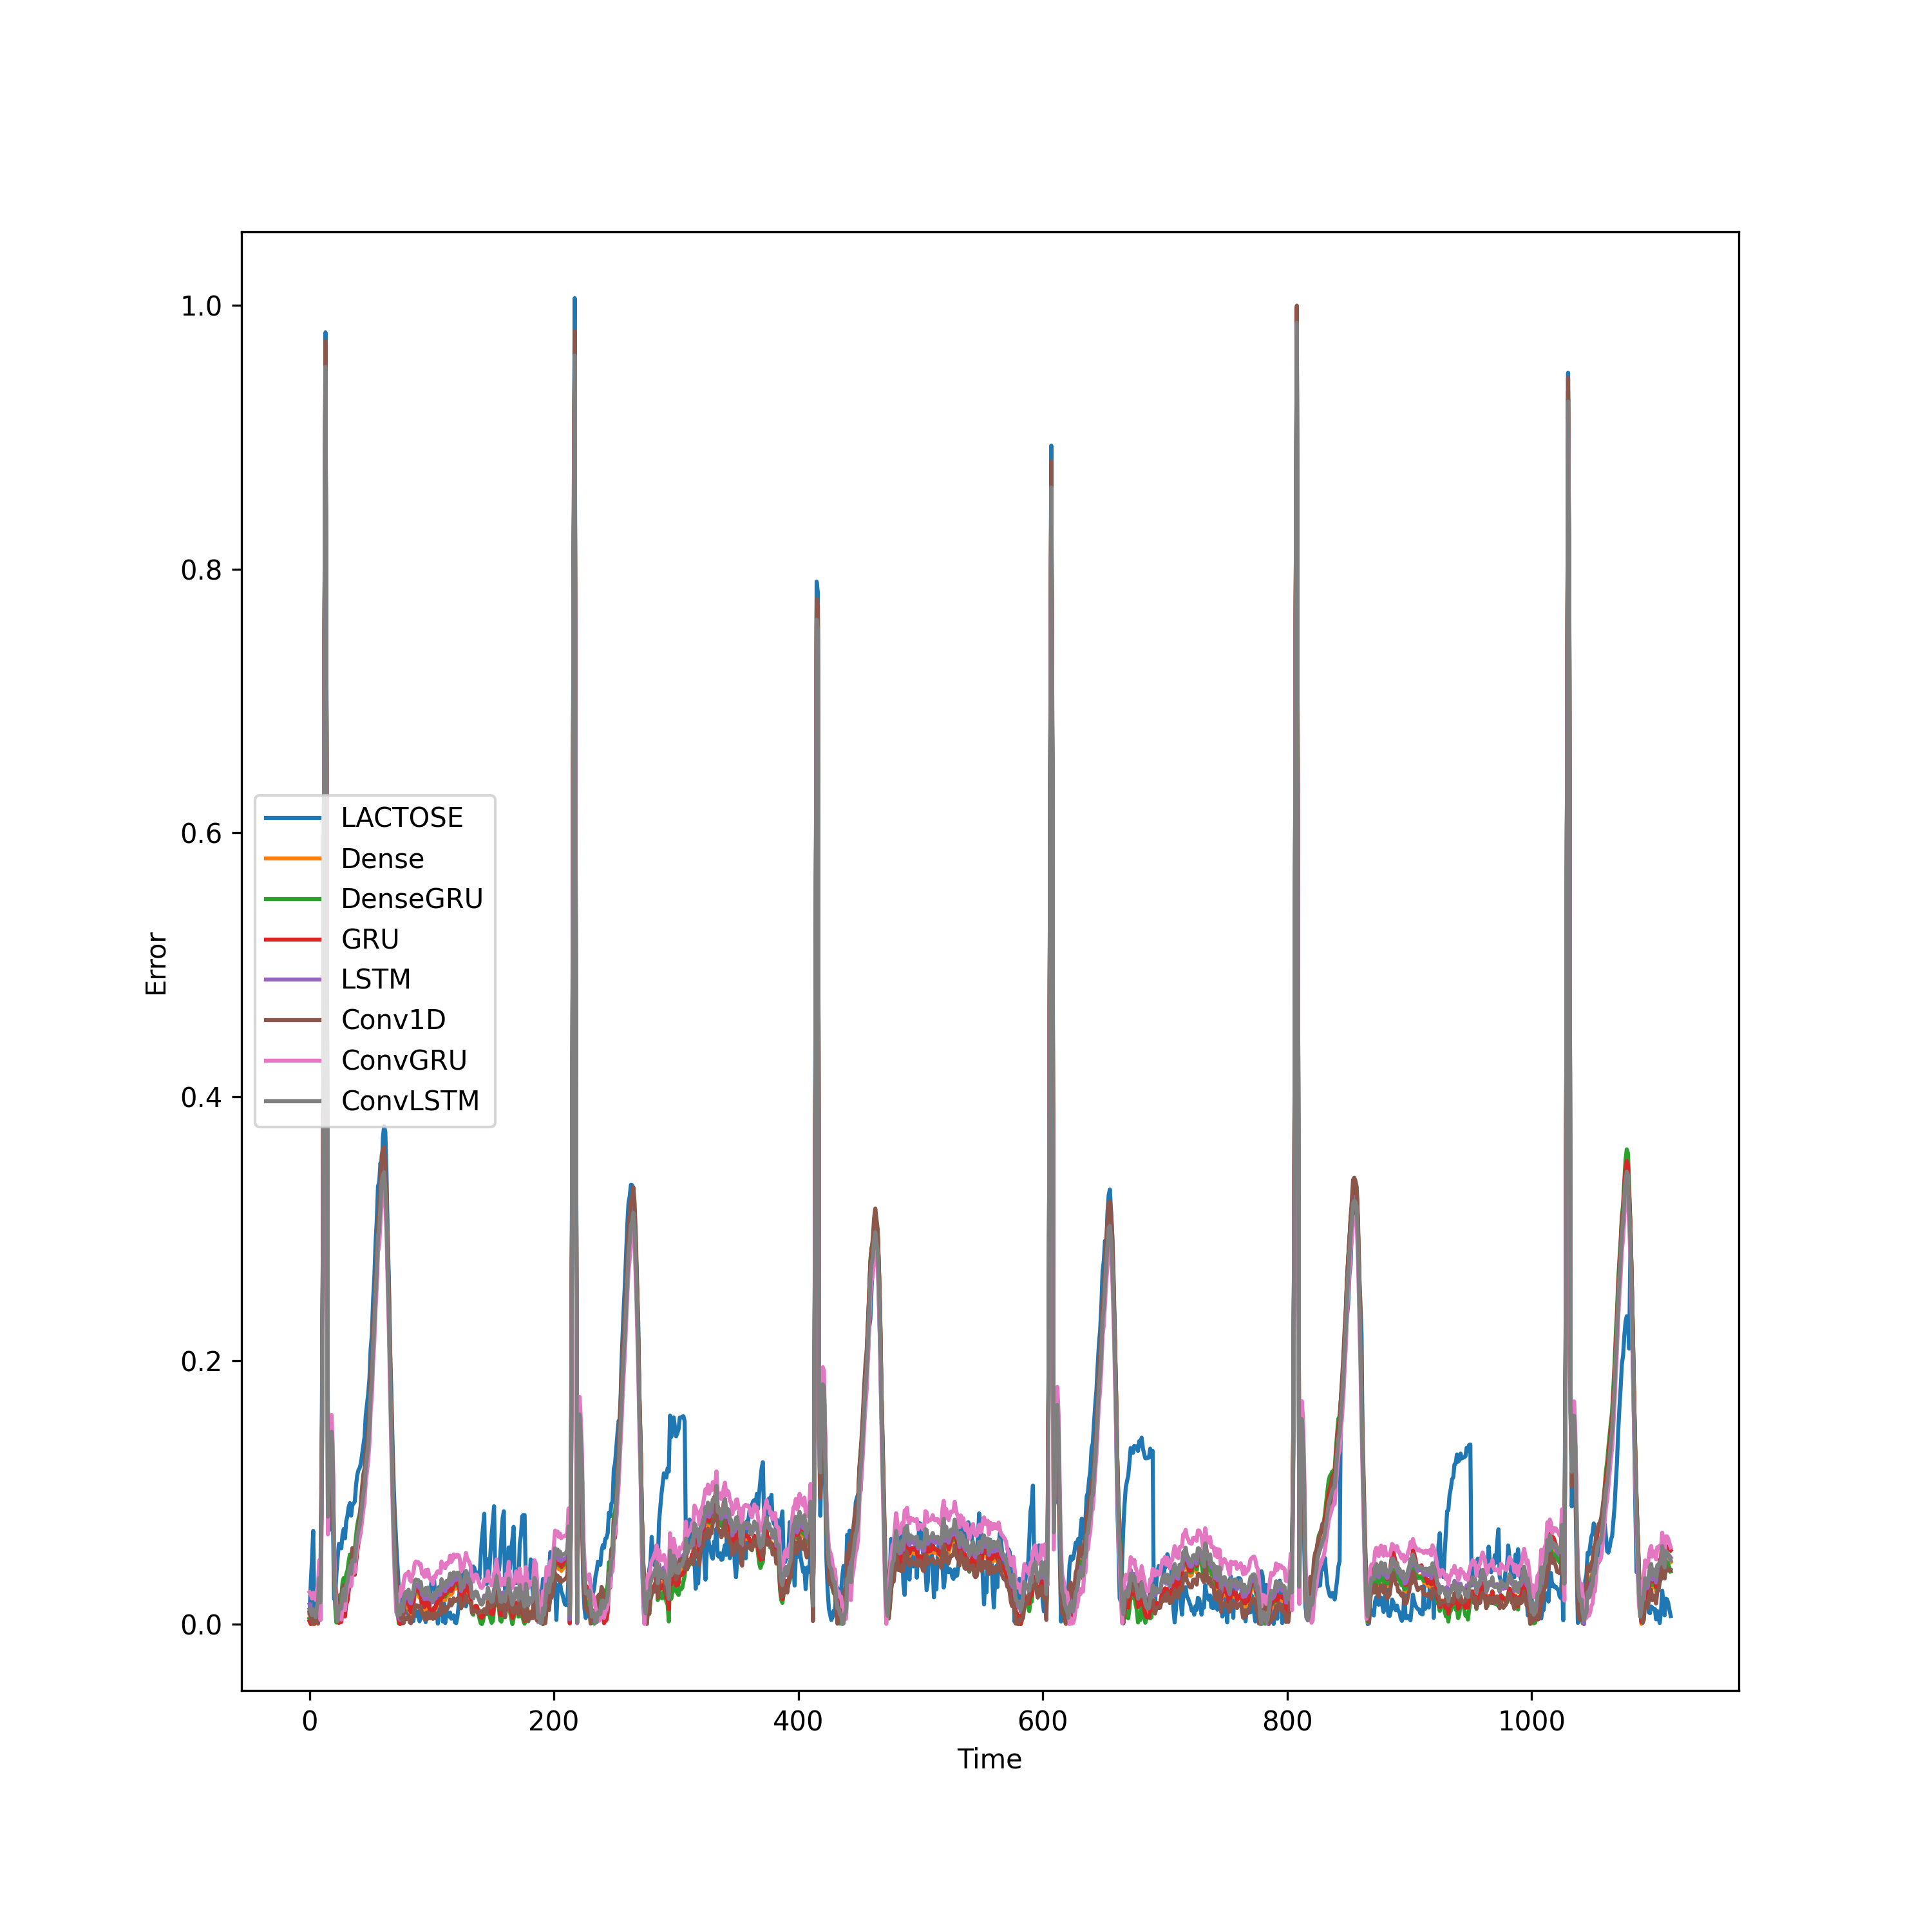 1.0
0.8
0.6
0.4
0.2
0.0
Error
LACTOSE
Dense
DenseGRU
GRU
LSTM
Conv1D
ConvGRU
ConvLSTM
0 200 400 600 800 1000
Time